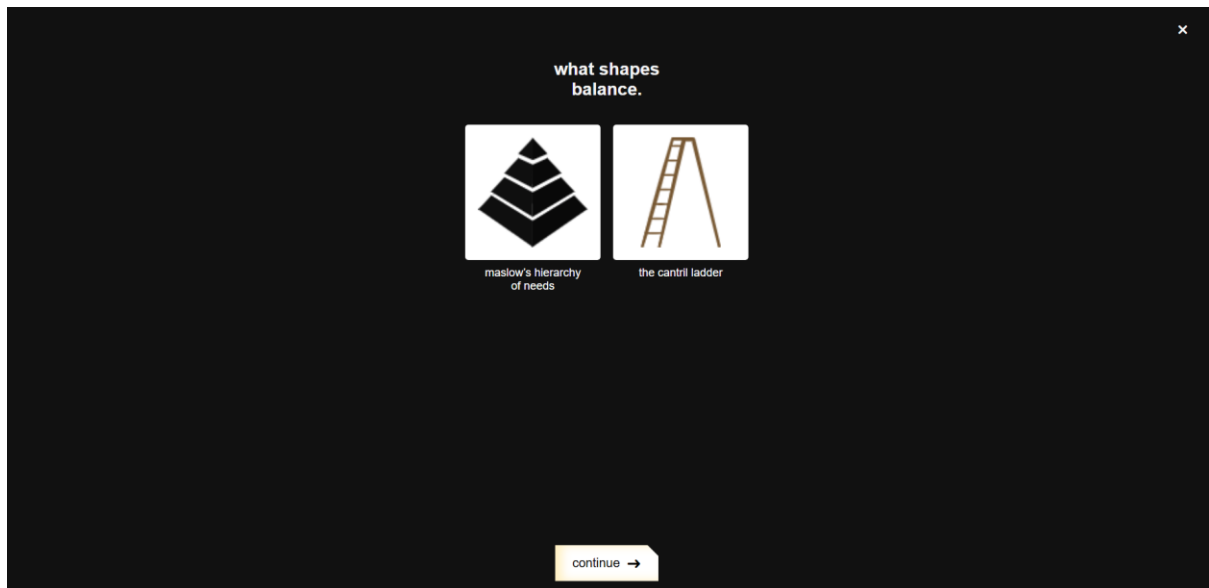 what shapes
balance.
maslow's hierarchy
of needs
the cantril ladder
continue →